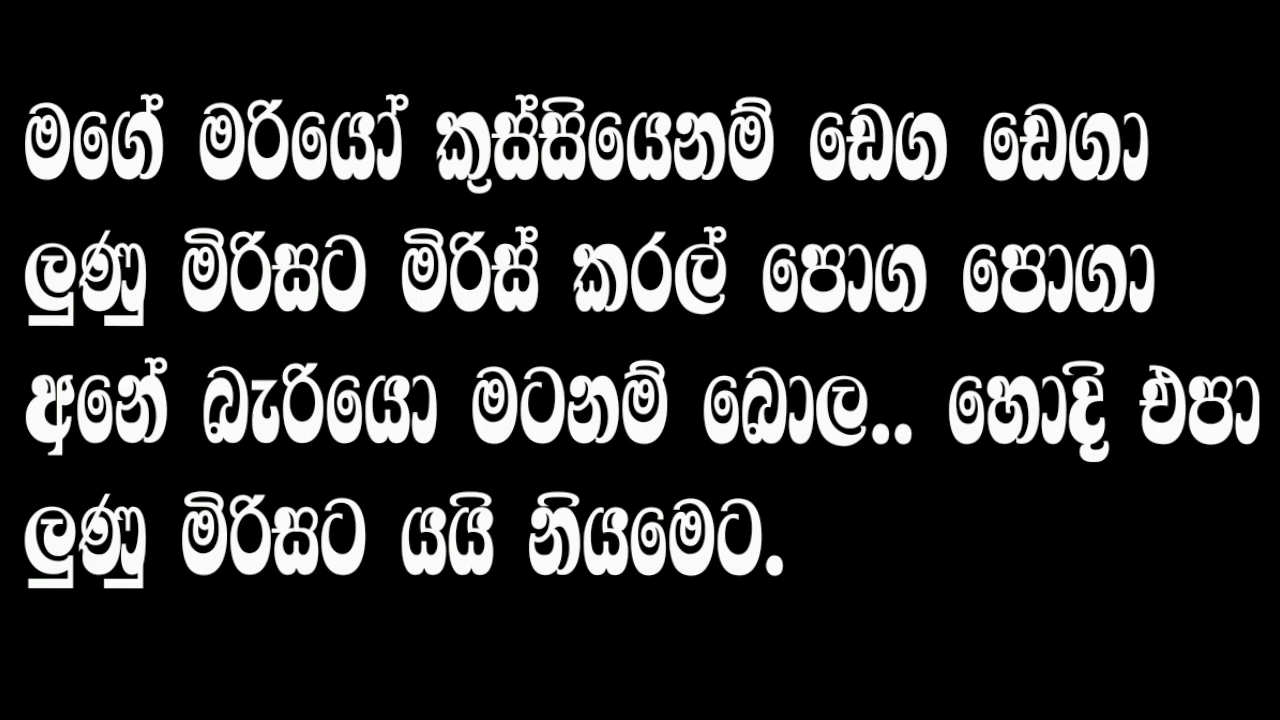 මගේ මරියෝ කුස්සියෙනම් ඩෙග ඩෙගා
ලුණු මිරිසට මිරිස් කරල් පොග පොගා
අනේ බැරියො මටනම් බොල.. හොදි එපා
ලුණු මිරිසට යයි නියමෙට.